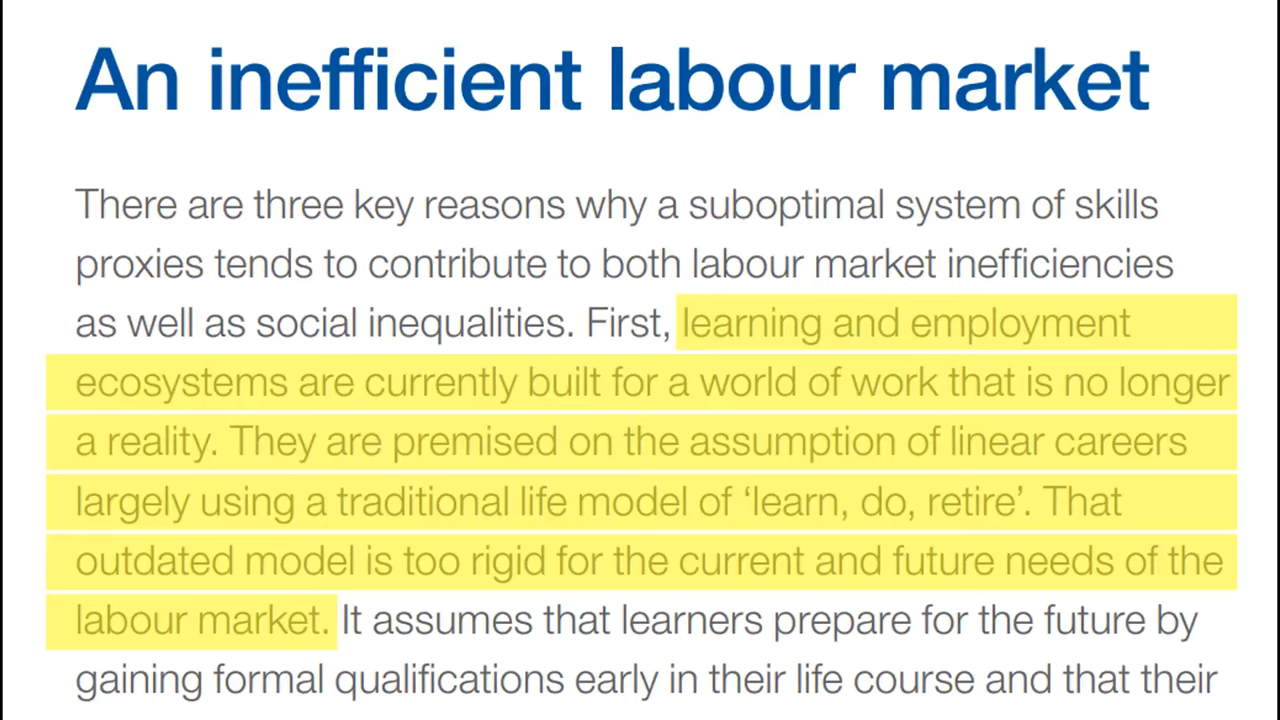 An inefficient labour market
There are three key reasons why a suboptimal system of skills
proxies tends to contribute to both labour market inefficiencies
as well as social inequalities. First, learning and employment
ecosystems are currently built for a world of work that is no longer
a reality. They are premised on the assumption of linear careers
largely using a traditional life model of ‘learn, do, retire’. That
outdated model is too rigid for the current and future needs of the
labour market. It assumes that learners prepare for the future by
gaining formal qualifications early in their life course and that their